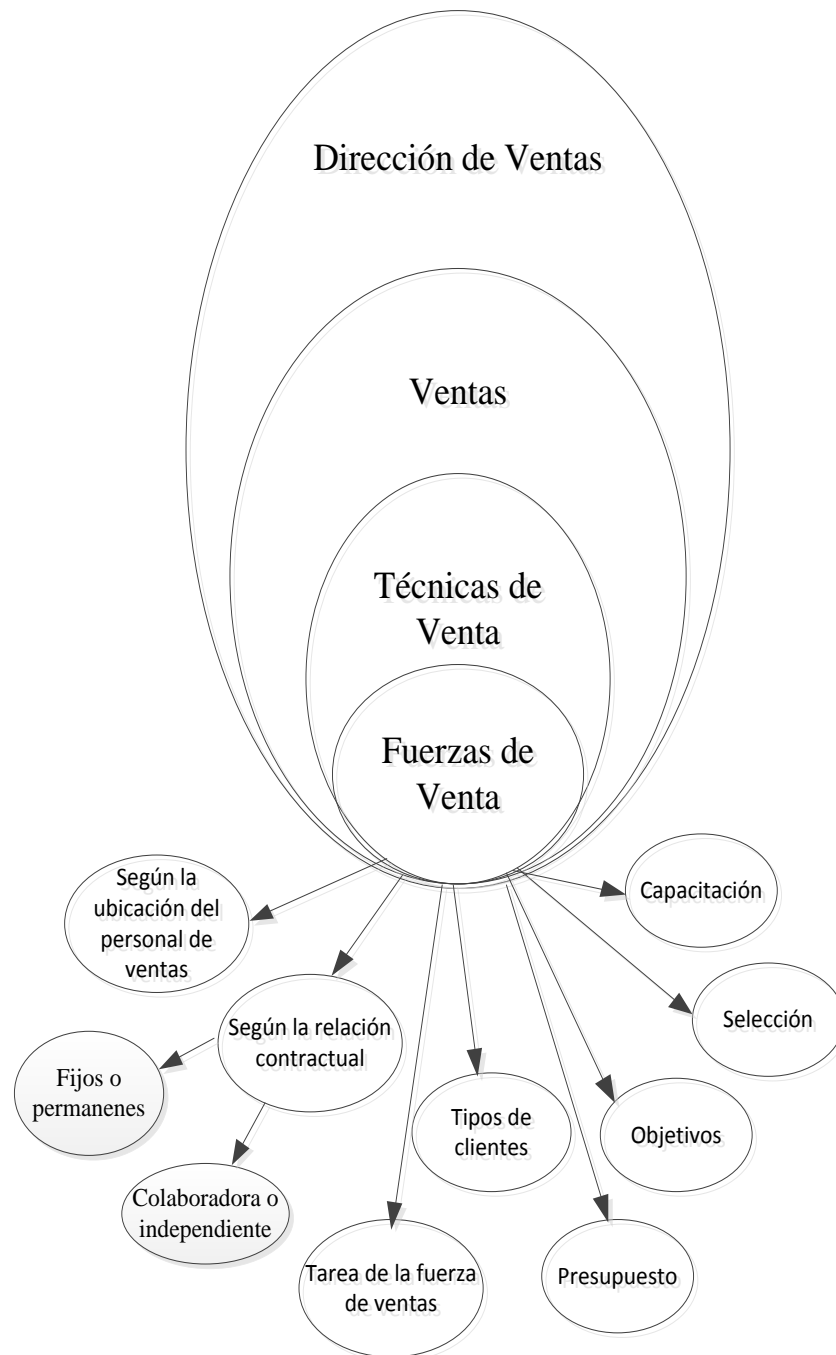 Dirección de Ventas
Ventas
Técnicas de
Venta
Fuerzas de
Venta
Según la
ubicación del
personal de
ventas
Capacitación
Según la relación
contractual
Selección
Fijos o
permanenes
Tipos de
clientes
Objetivos
Colaboradora o
independiente
Tarea de la fuerza
de ventas
Presupuesto